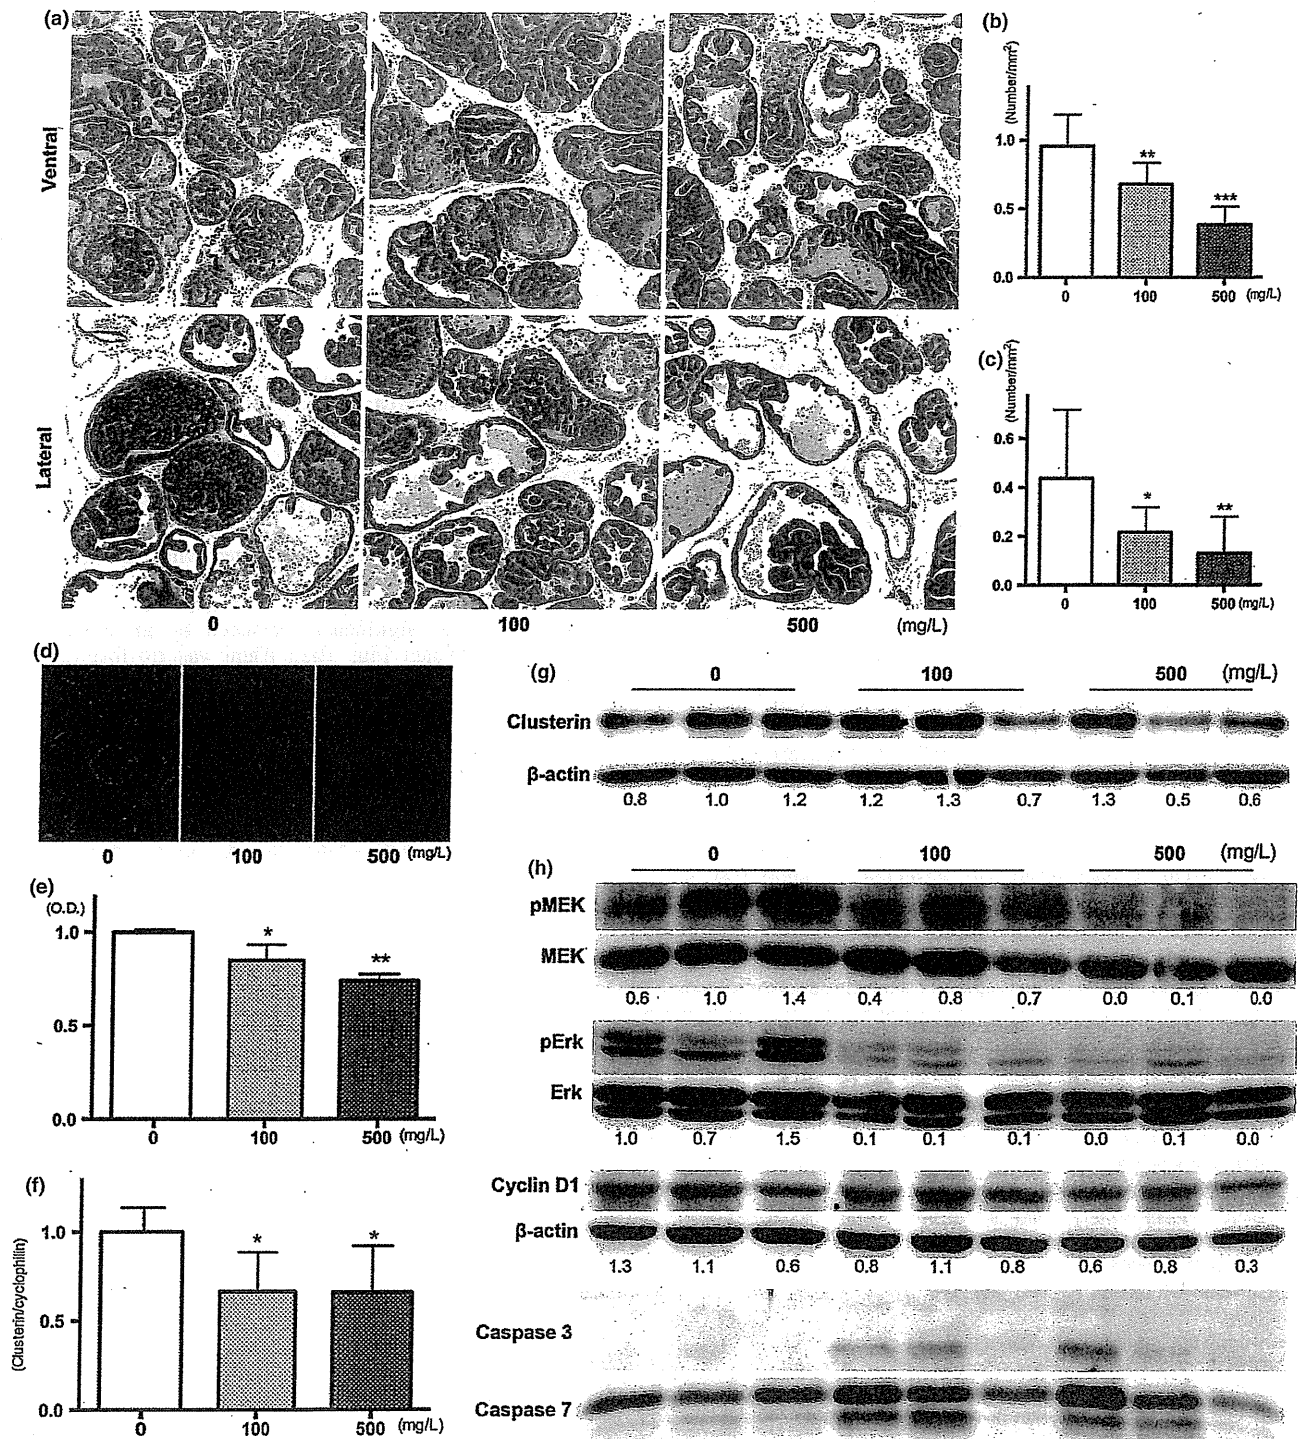 (a)
Ventral
Lateral
0 100 500 (mg/L)
(b)
(Number/mm²)
1.0
0.5
0.0
**
***
0 100 500 (mg/L)
(c)
(Number/mm²)
0.6
0.4
0.2
0.0
*
**
0 100 500 (mg/L)
(d)
0 100 500 (mg/L)
(e)
(O.D.)
1.0
0.5
0.0
*
**
0 100 500 (mg/L)
(f)
(Clusterin/cyclophilin)
1.0
0.5
0.0
*
*
0 100 500 (mg/L)
(g)
0 100 500 (mg/L)
Clusterin
β-actin
0.8 1.0 1.2 1.2 1.3 0.7 1.3 0.5 0.6
(h)
0 100 500 (mg/L)
pMEK
MEK
0.6 1.0 1.4 0.4 0.8 0.7 0.0 0.1 0.0
pErk
Erk
1.0 0.7 1.5 0.1 0.1 0.1 0.0 0.1 0.0
Cyclin D1
β-actin
1.3 1.1 0.6 0.8 1.1 0.8 0.6 0.8 0.3
Caspase 3
Caspase 7